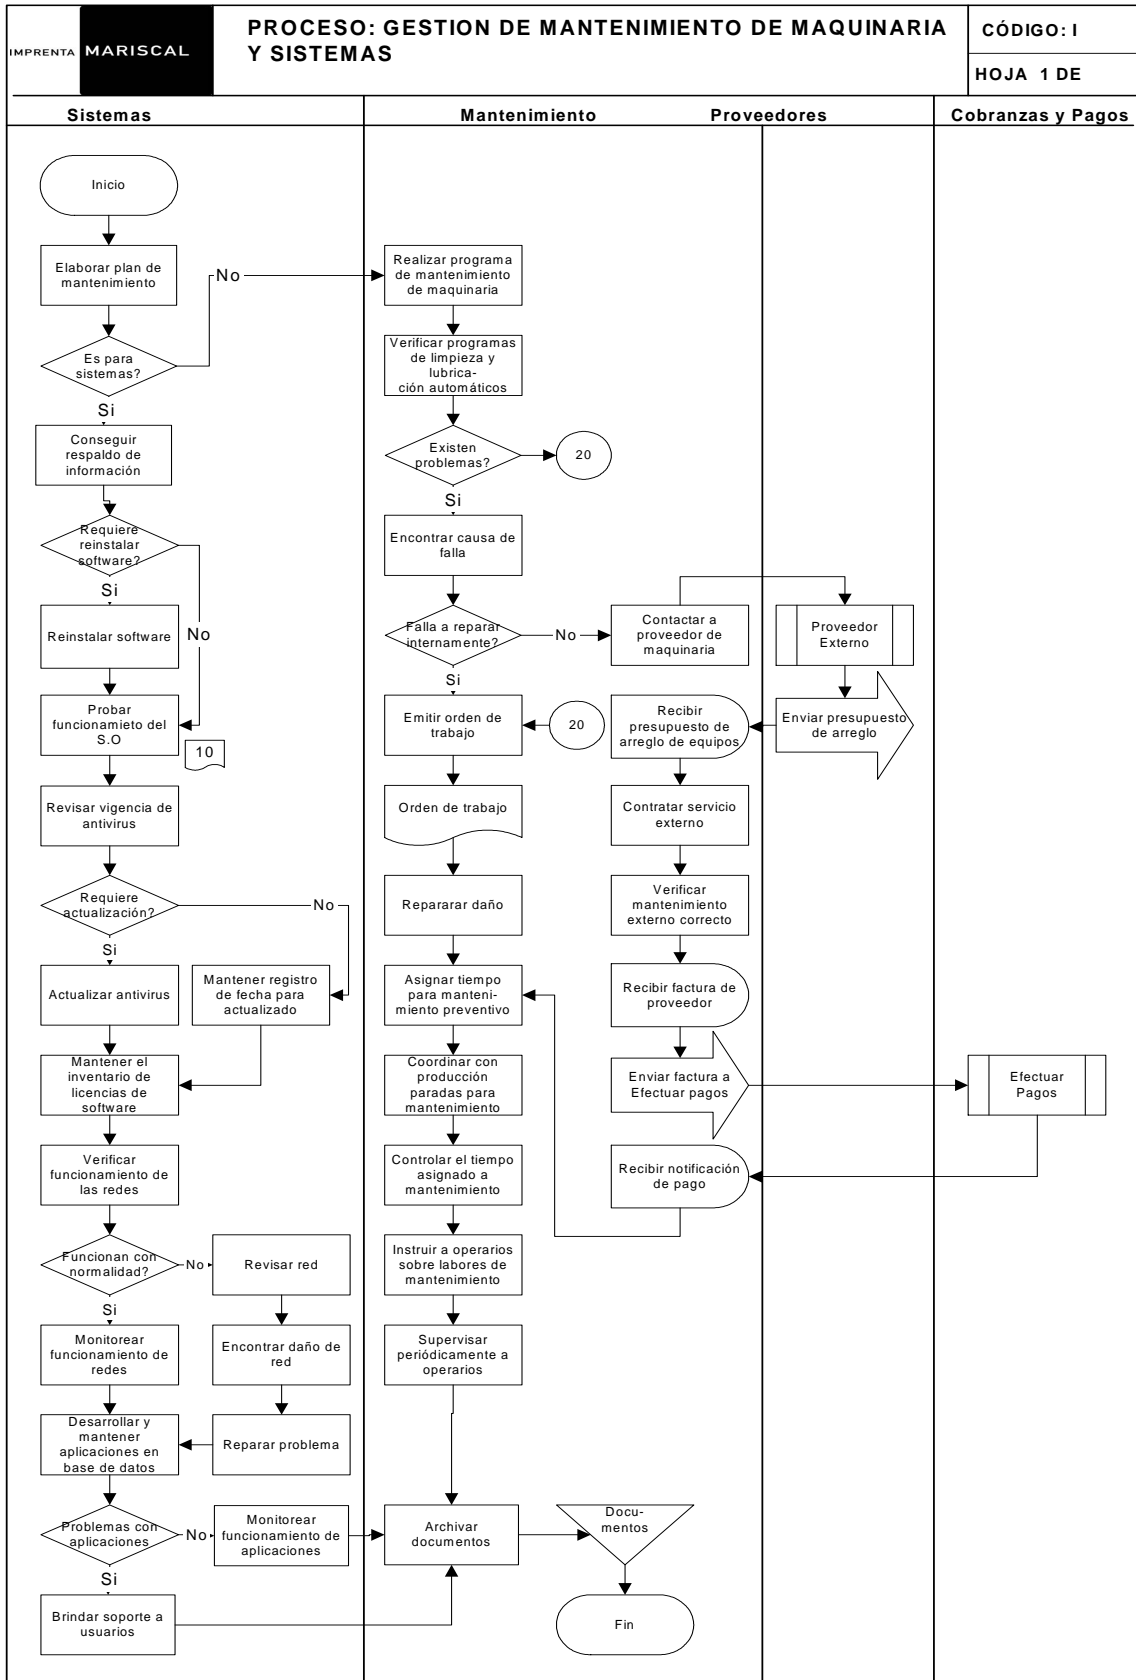 IMPRENTA MARISCAL
PROCESO: GESTION DE MANTENIMIENTO DE MAQUINARIA
Y SISTEMAS
CÓDIGO: I
HOJA 1 DE
Sistemas
Mantenimiento
Proveedores
Cobranzas y Pagos
Inicio
Elaborar plan de
mantenimiento
Es para
sistemas?
No
Si
Conseguir
respaldo de
información
Requiere
reinstalar
software?
Si
No
Reinstalar software
Probar
funcionamieto del
S.O
10
Revisar vigencia de
antivirus
Requiere
actualización?
No
Si
Actualizar antivirus
Mantener registro
de fecha para
actualizado
Mantener el
inventario de
licencias de
software
Verificar
funcionamiento de
las redes
Funcionan con
normalidad?
No
Revisar red
Si
Monitorear
funcionamiento de
redes
Encontrar daño de
red
Desarrollar y
mantener
aplicaciones en
base de datos
Reparar problema
Problemas con
aplicaciones
No
Monitorear
funcionamiento de
aplicaciones
Si
Brindar soporte a
usuarios
Realizar programa
de mantenimiento
de maquinaria
Verificar programas
de limpieza y
lubrica-
ción automáticos
Existen
problemas?
20
Si
Encontrar causa de
falla
Falla a reparar
internamente?
No
Si
Emitir orden de
trabajo
20
Orden de trabajo
Repararar daño
Asignar tiempo
para manteni-
miento preventivo
Coordinar con
producción
paradas para
mantenimiento
Controlar el tiempo
asignado a
mantenimiento
Instruir a operarios
sobre labores de
mantenimiento
Supervisar
periódicamente a
operarios
Archivar
documentos
Docu-
mentos
Fin
Contactar a
proveedor de
maquinaria
Proveedor
Externo
Enviar presupuesto
de arreglo
Recibir
presupuesto de
arreglo de equipos
Contratar servicio
externo
Verificar
mantenimiento
externo correcto
Recibir factura de
proveedor
Enviar factura a
Efectuar pagos
Efectuar
Pagos
Recibir notificación
de pago